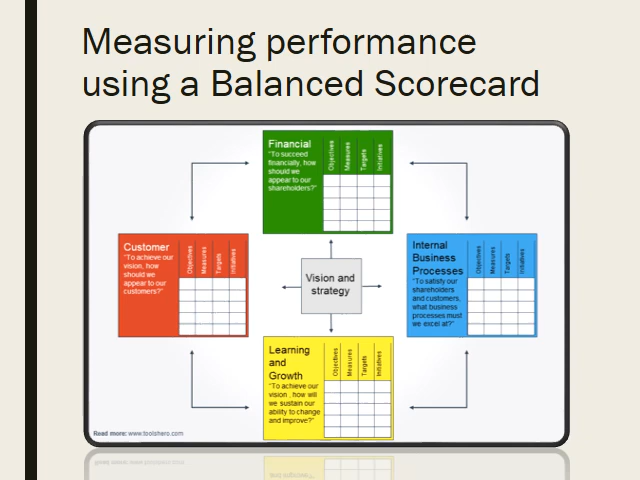 Measuring performance
using a Balanced Scorecard
Financial
"To succeed
financially, how
should we
appear to our
shareholders?"
Objectives
Measures
Targets
Initiatives
Customer
"To achieve our
vision, how
should we
appear to our
customers?"
Objectives
Measures
Targets
Initiatives
Vision and
strategy
Internal
Business
Processes
"To satisfy our
shareholders
and customers,
what business
processes must
we excel at?"
Objectives
Measures
Targets
Initiatives
Learning
and
Growth
"To achieve our
vision , how will
we sustain our
ability to change
and improve?"
Objectives
Measures
Targets
Initiatives
Read more: www.toolshero.com